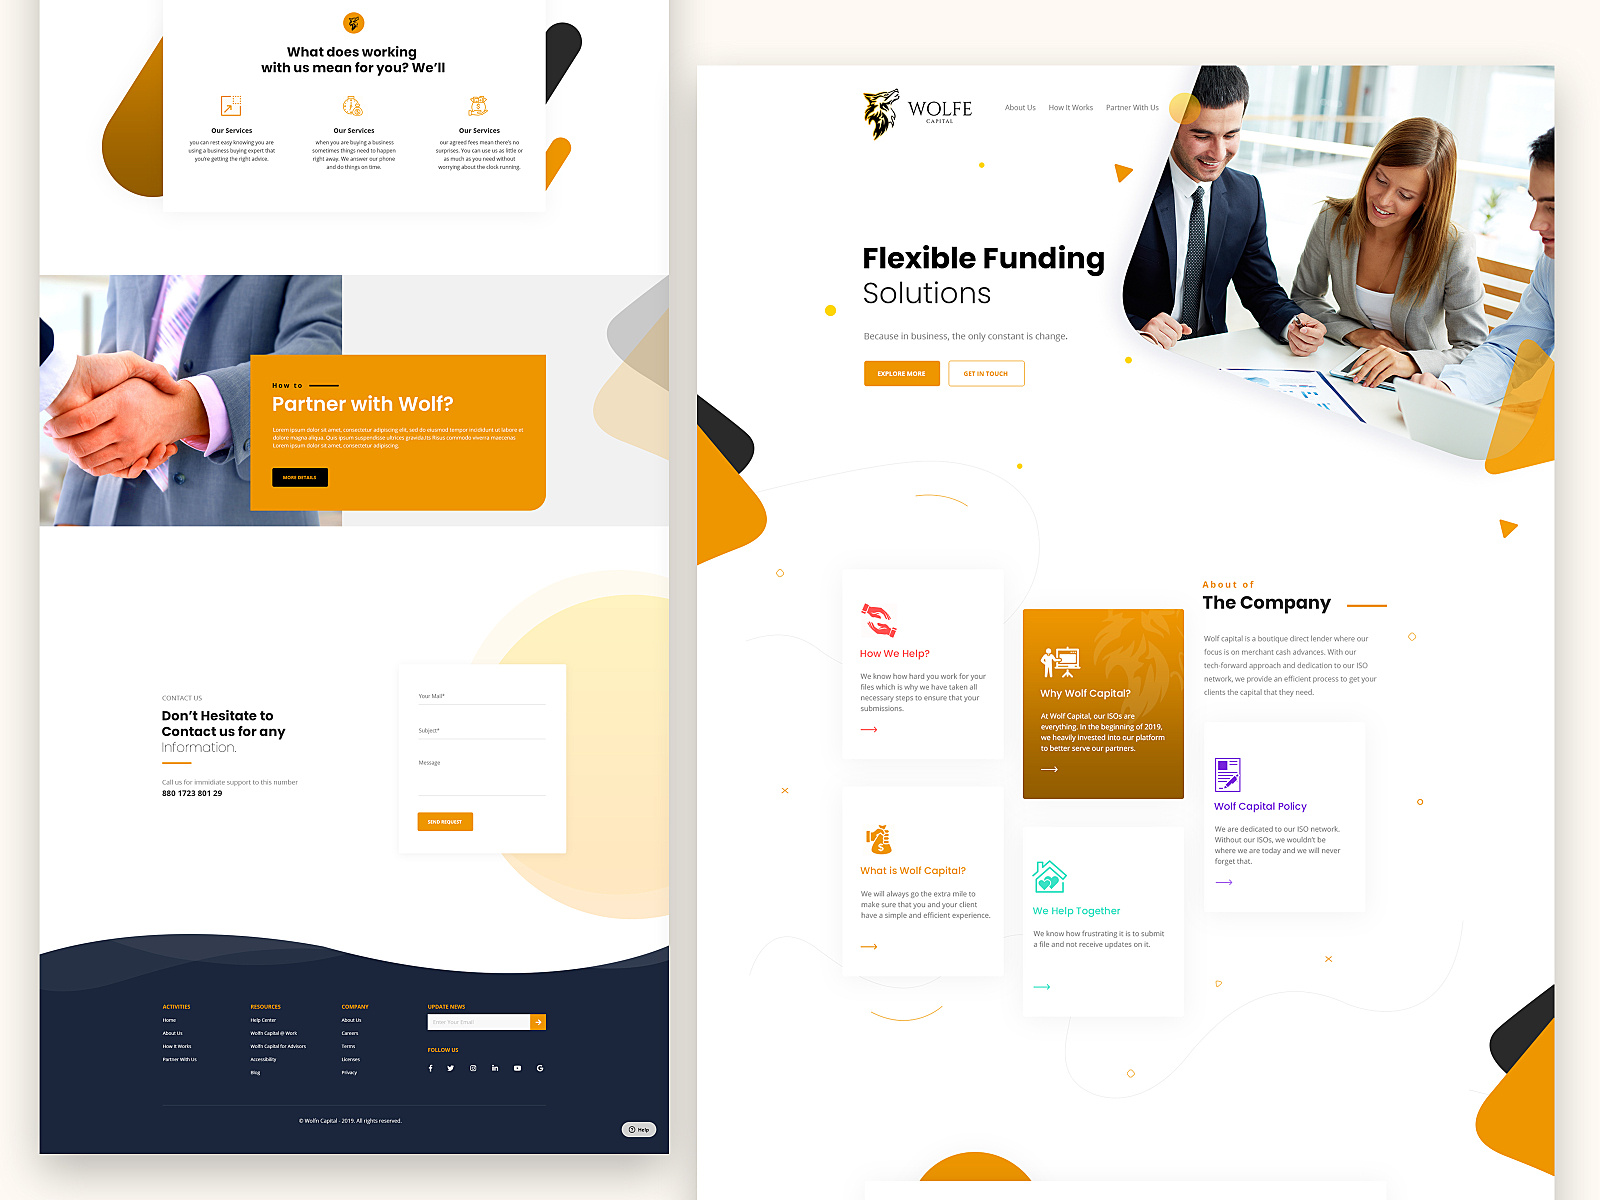 What does working
with us mean for you? We'll
Our Services
you can rest easy knowing you are
using a business buying expert that
you're getting the right advice.
Our Services
when you are buying a business
sometimes things need to happen
right away. We answer our phone
and do things on time.
Our Services
our agreed fees mean there's no
surprises. You can use us as little or
as much as you need without
worrying about the clock running.
How to
Partner with Wolf?
Lorem ipsum dolor sit amet, consectetur adipiscing elit, sed do eiusmod tempor incididunt ut labore et
dolore magna aliqua. Quis ipsum suspendisse ultrices gravida.Its Risus commodo viverra maecenas
Lorem ipsum dolor sit amet, consectetur adipiscing.
MORE DETAILS
CONTACT US
Don't Hesitate to
Contact us for any
Information.
Call us for immidiate support to this number
880 1723 801 29
Your Mail*
Subject*
Message
SEND REQUEST
ACTIVITIES
Home
About Us
How It Works
Partner With Us
RESOURCES
Help Center
Wolfn Capital @ Work
Wolfn Capital for Advisors
Accessibility
Blog
COMPANY
About Us
Careers
Terms
Licenses
Privacy
UPDATE NEWS
Enter Your Email
FOLLOW US
© Wolfn Capital - 2019. All rights reserved.
Help
WOLFE
CAPITAL
About Us
How It Works
Partner With Us
Flexible Funding
Solutions
Because in business, the only constant is change.
EXPLORE MORE
GET IN TOUCH
About of
The Company
Wolf capital is a boutique direct lender where our
focus is on merchant cash advances. With our
tech-forward approach and dedication to our ISO
network, we provide an efficient process to get your
clients the capital that they need.
How We Help?
We know how hard you work for your
files which is why we have taken all
necessary steps to ensure that your
submissions.
Why Wolf Capital?
At Wolf Capital, our ISOs are
everything. In the beginning of 2019,
we heavily invested into our platform
to better serve our partners.
Wolf Capital Policy
We are dedicated to our ISO network.
Without our ISOs, we wouldn't be
where we are today and we will never
forget that.
What is Wolf Capital?
We will always go the extra mile to
make sure that you and your client
have a simple and efficient experience.
We Help Together
We know how frustrating it is to submit
a file and not receive updates on it.